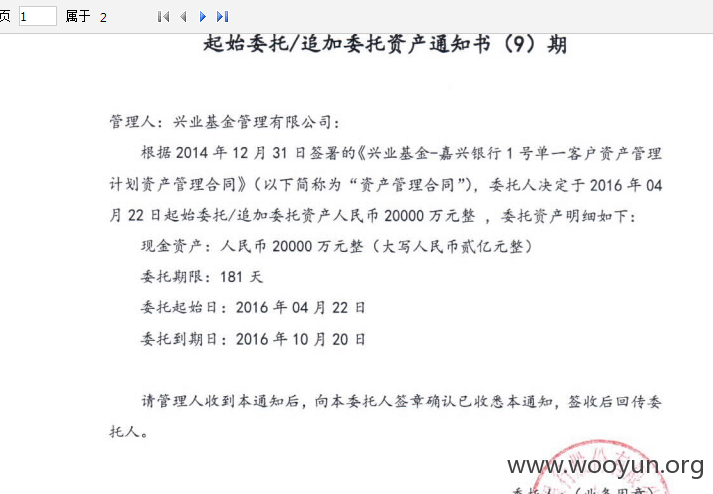 页 1 属于 2
起始委托/追加委托资产通知书（9）期
管理人：兴业基金管理有限公司：
根据 2014 年 12 月 31 日签署的《兴业基金-嘉兴银行 1 号单一客户资产管理
计划资产管理合同》（以下简称为“资产管理合同”），委托人决定于 2016 年 04
月 22 日起始委托/追加委托资产人民币 20000 万元整 ，委托资产明细如下：
现金资产：人民币 20000 万元整（大写人民币贰亿元整）
委托期限：181 天
委托起始日：2016 年 04 月 22 日
委托到期日：2016 年 10 月 20 日
请管理人收到本通知后，向本委托人签章确认已收悉本通知，签收后回传委
托人。
www.wooyun.org